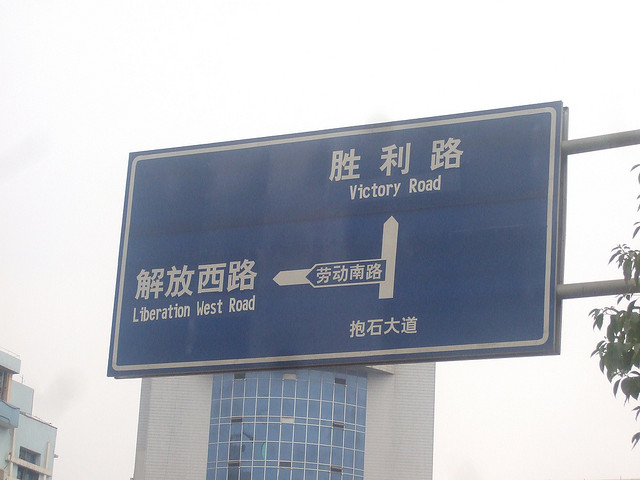 胜利路
Victory Road
解放西路
Liberation West Road
劳动南路
抱石大道